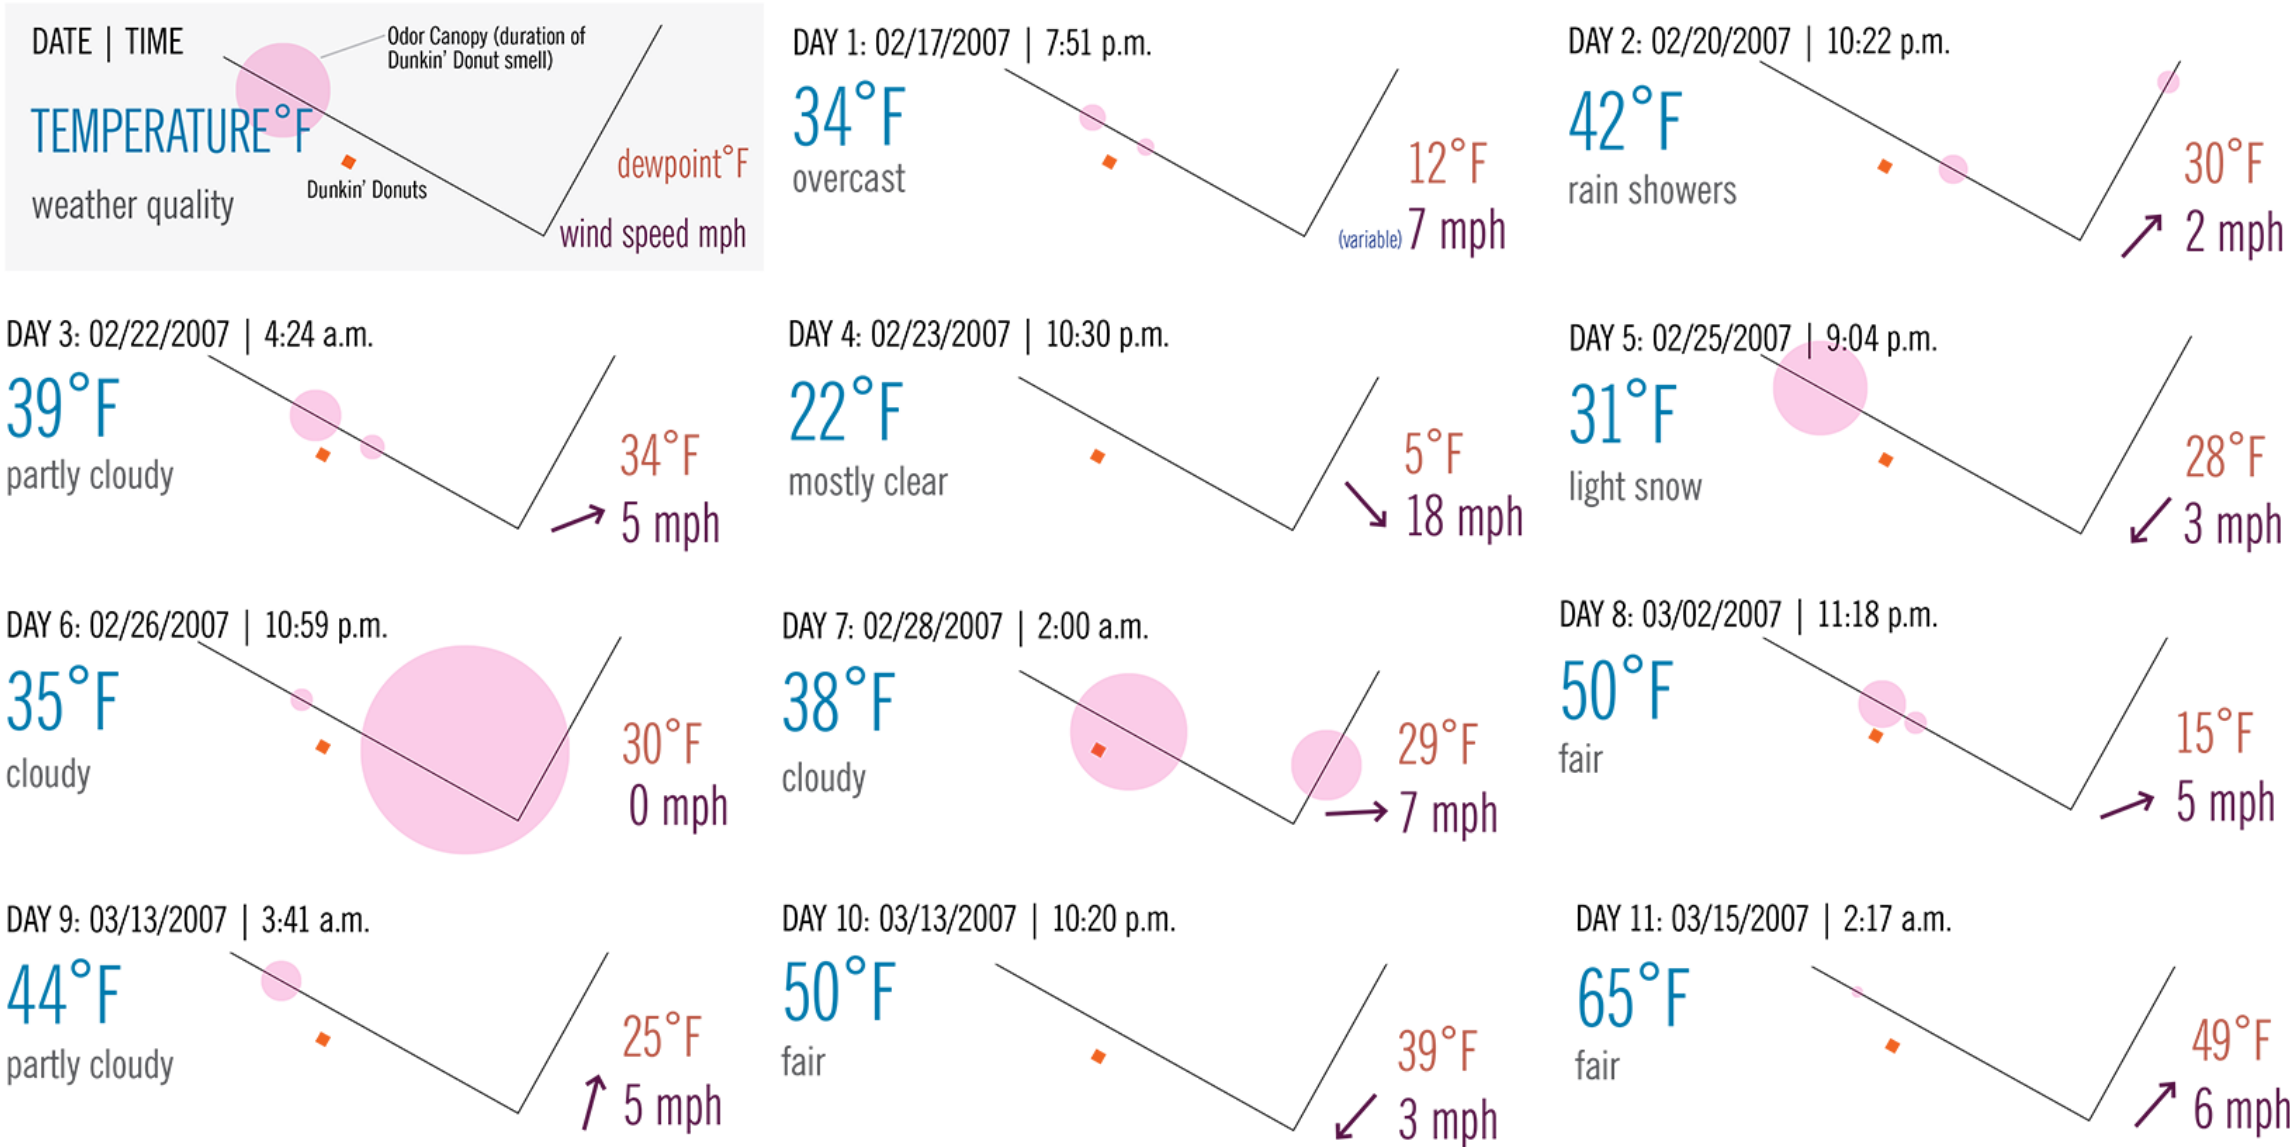 DATE | TIME
Odor Canopy (duration of
Dunkin' Donut smell)
TEMPERATURE°F
weather quality
Dunkin' Donuts
dewpoint°F
wind speed mph
DAY 1: 02/17/2007 | 7:51 p.m.
34°F
overcast
12°F
(variable) 7 mph
DAY 2: 02/20/2007 | 10:22 p.m.
42°F
rain showers
30°F
2 mph
DAY 3: 02/22/2007 | 4:24 a.m.
39°F
partly cloudy
34°F
5 mph
DAY 4: 02/23/2007 | 10:30 p.m.
22°F
mostly clear
5°F
18 mph
DAY 5: 02/25/2007 | 9:04 p.m.
31°F
light snow
28°F
3 mph
DAY 6: 02/26/2007 | 10:59 p.m.
35°F
cloudy
30°F
0 mph
DAY 7: 02/28/2007 | 2:00 a.m.
38°F
cloudy
29°F
7 mph
DAY 8: 03/02/2007 | 11:18 p.m.
50°F
fair
15°F
5 mph
DAY 9: 03/13/2007 | 3:41 a.m.
44°F
partly cloudy
25°F
5 mph
DAY 10: 03/13/2007 | 10:20 p.m.
50°F
fair
39°F
3 mph
DAY 11: 03/15/2007 | 2:17 a.m.
65°F
fair
49°F
6 mph